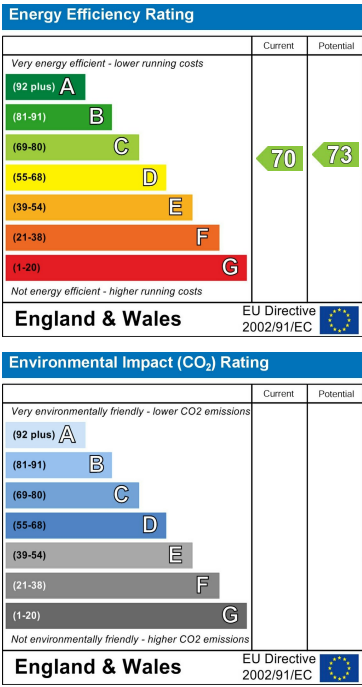 Energy Efficiency Rating
Current Potential
Very energy efficient - lower running costs
(92 plus) A
(81-91) B
(69-80) C
70 73
(55-68) D
(39-54) E
(21-38) F
(1-20) G
Not energy efficient - higher running costs
England & Wales
EU Directive
2002/91/EC
Environmental Impact (CO₂) Rating
Current Potential
Very environmentally friendly - lower CO2 emissions
(92 plus) A
(81-91) B
(69-80) C
(55-68) D
(39-54) E
(21-38) F
(1-20) G
Not environmentally friendly - higher CO2 emissions
England & Wales
EU Directive
2002/91/EC